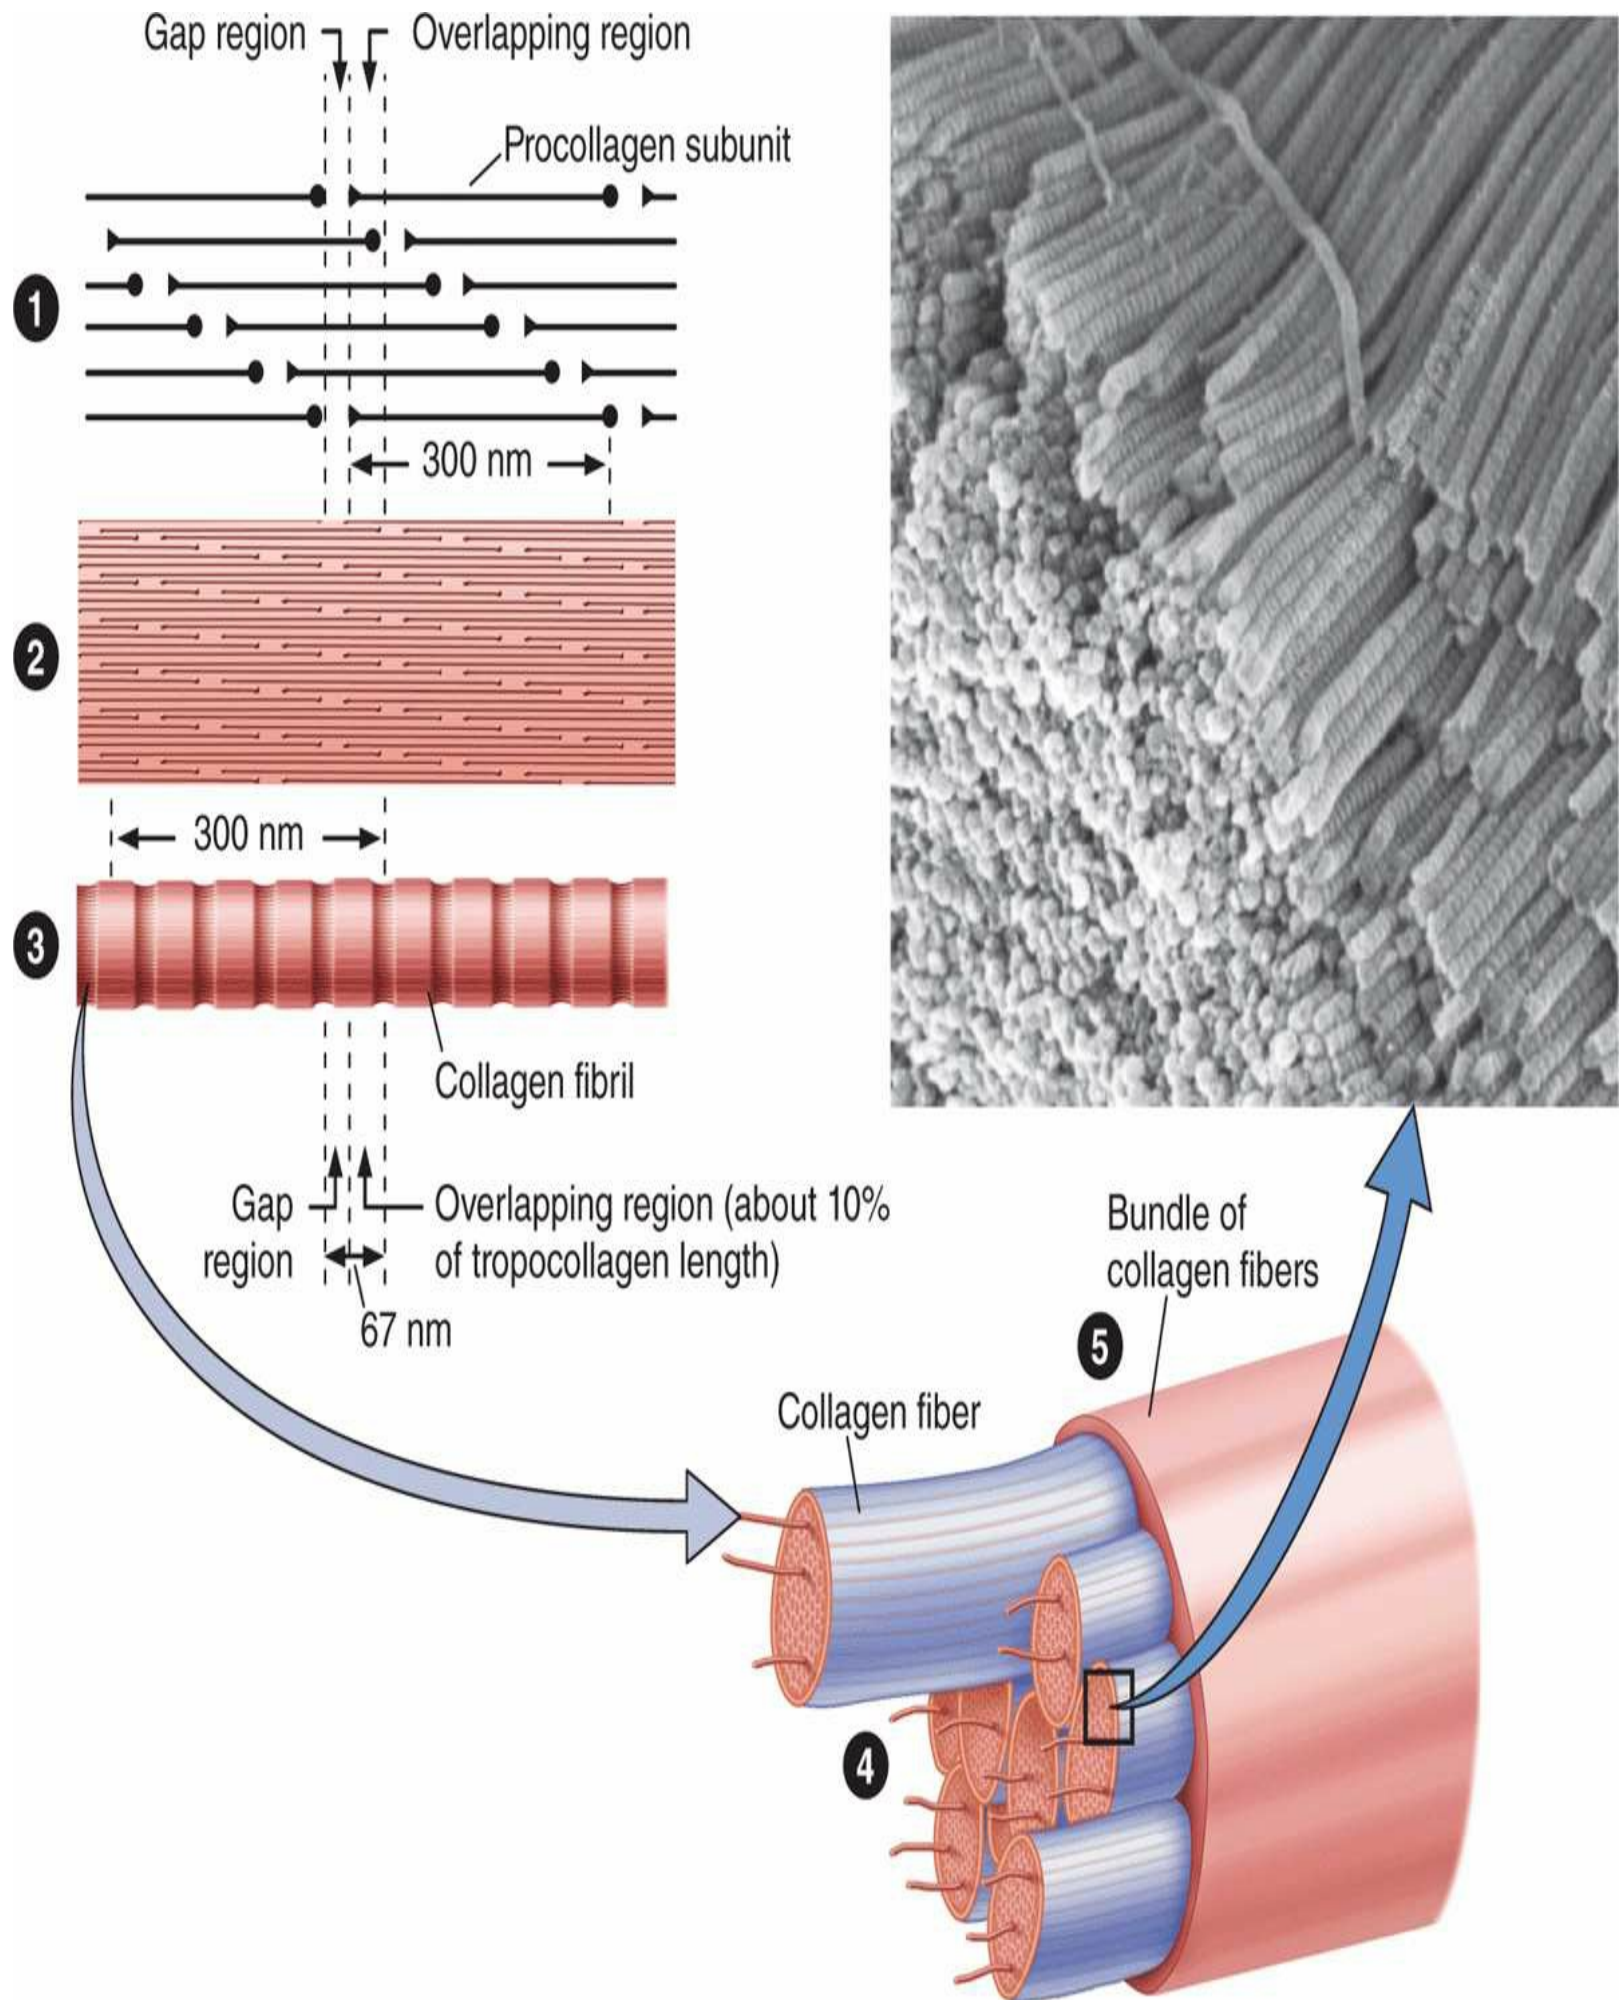 Gap region
Overlapping region
Procollagen subunit
1
300 nm
2
300 nm
3
Collagen fibril
Gap
region
Overlapping region (about 10%
of tropocollagen length)
67 nm
Bundle of
collagen fibers
5
Collagen fiber
4